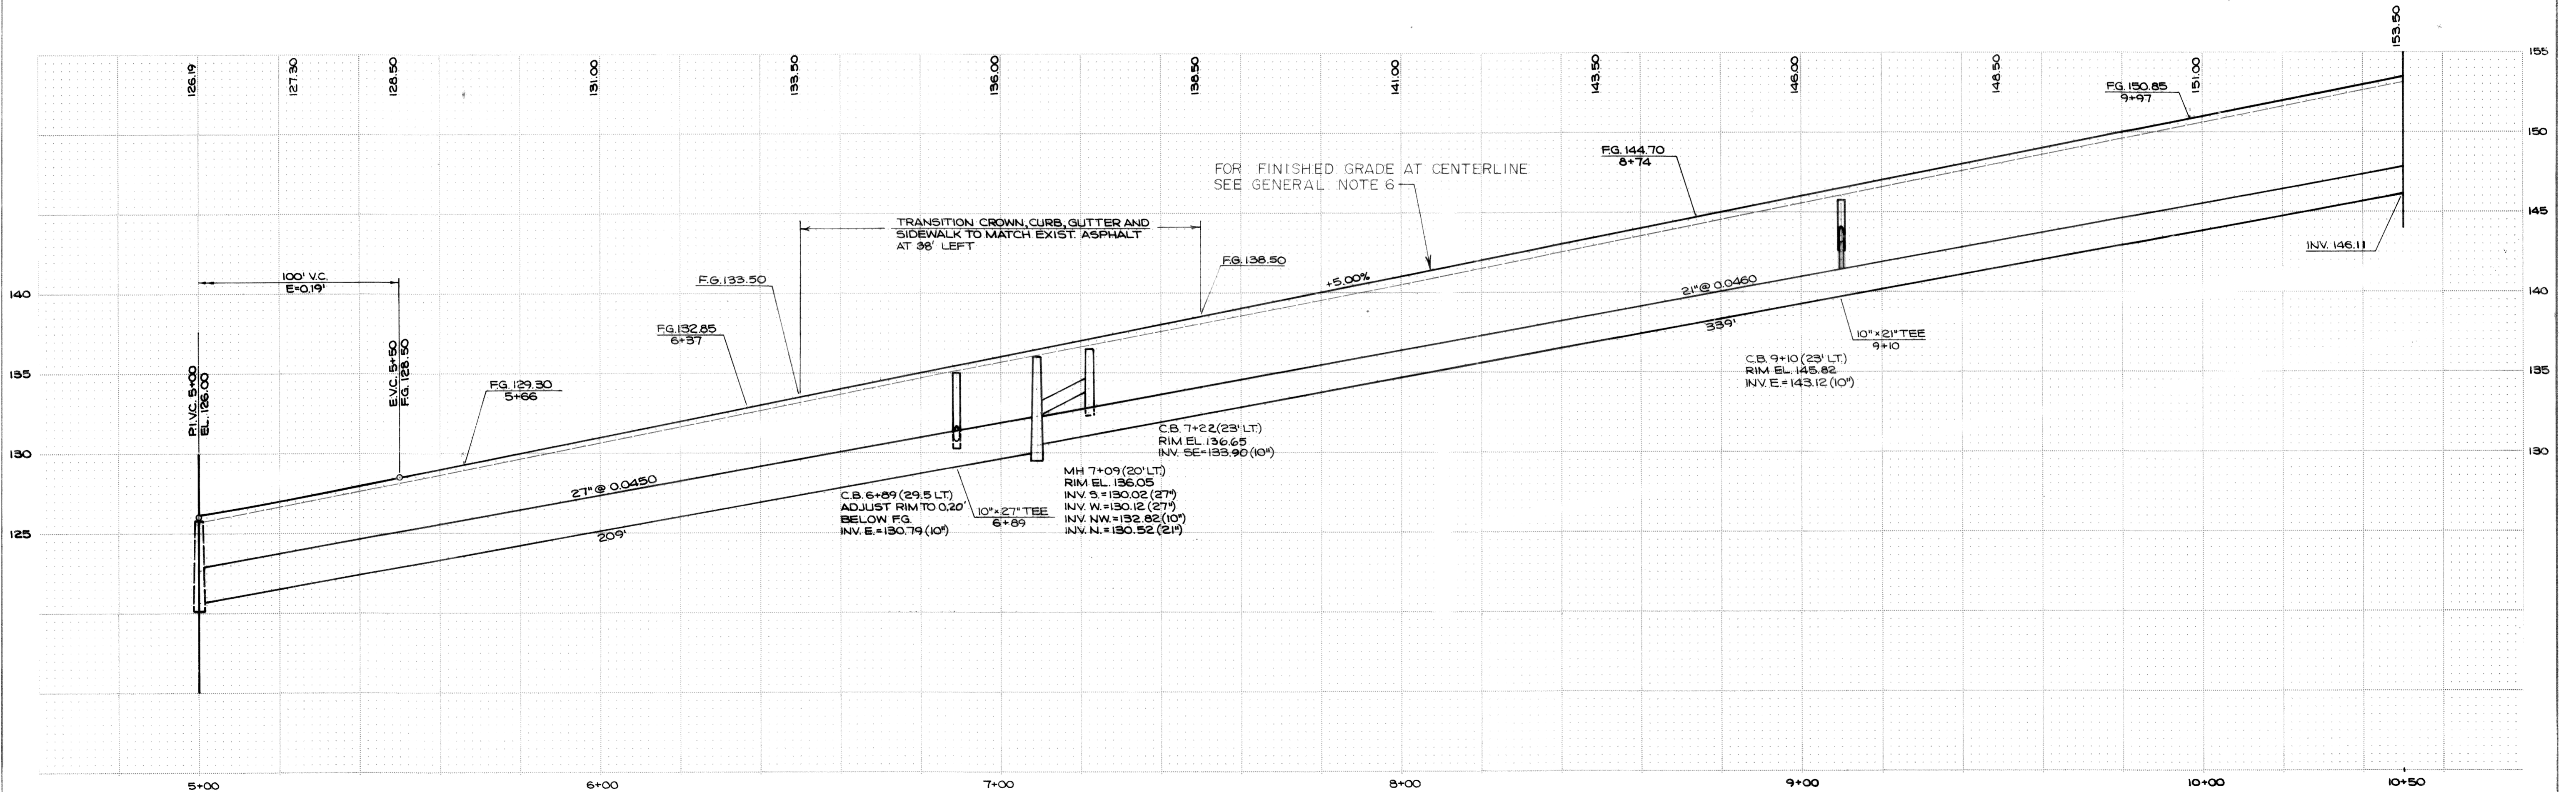 126.19
127.30
128.50
131.00
133.50
136.00
138.50
141.00
143.50
146.00
148.50
151.00
153.50
155
150
145
140
135
130
140
135
130
125
F.G. 150.85
9+97
F.G. 144.70
8+74
FOR FINISHED GRADE AT CENTERLINE
SEE GENERAL NOTE 6
TRANSITION CROWN, CURB, GUTTER AND
SIDEWALK TO MATCH EXIST. ASPHALT
AT 38' LEFT
INV. 146.11
F.G. 138.50
F.G. 133.50
100' V.C.
E=0.19'
+5.00%
21" @ 0.0460
339'
F.G. 132.85
6+37
10"×21" TEE
9+10
C.B. 9+10 (23' LT.)
RIM EL. 145.82
INV. E.=143.12 (10")
P.I.V.C. 5+00
EL. 126.00
E.V.C. 5+50
F.G. 128.50
F.G. 129.30
5+66
C.B. 7+22 (23' LT.)
RIM EL. 136.65
INV. SE=133.90 (10")
27" @ 0.0450
209'
C.B. 6+89 (29.5 LT.)
ADJUST RIM TO 0.20'
BELOW F.G.
INV. E.=130.79 (10")
10"×27" TEE
6+89
MH 7+09 (20' LT.)
RIM EL. 136.05
INV. S.=130.02 (27")
INV. W.=130.12 (27")
INV. NW.=132.82 (10")
INV. N.=130.52 (21")
5+00
6+00
7+00
8+00
9+00
10+00
10+50